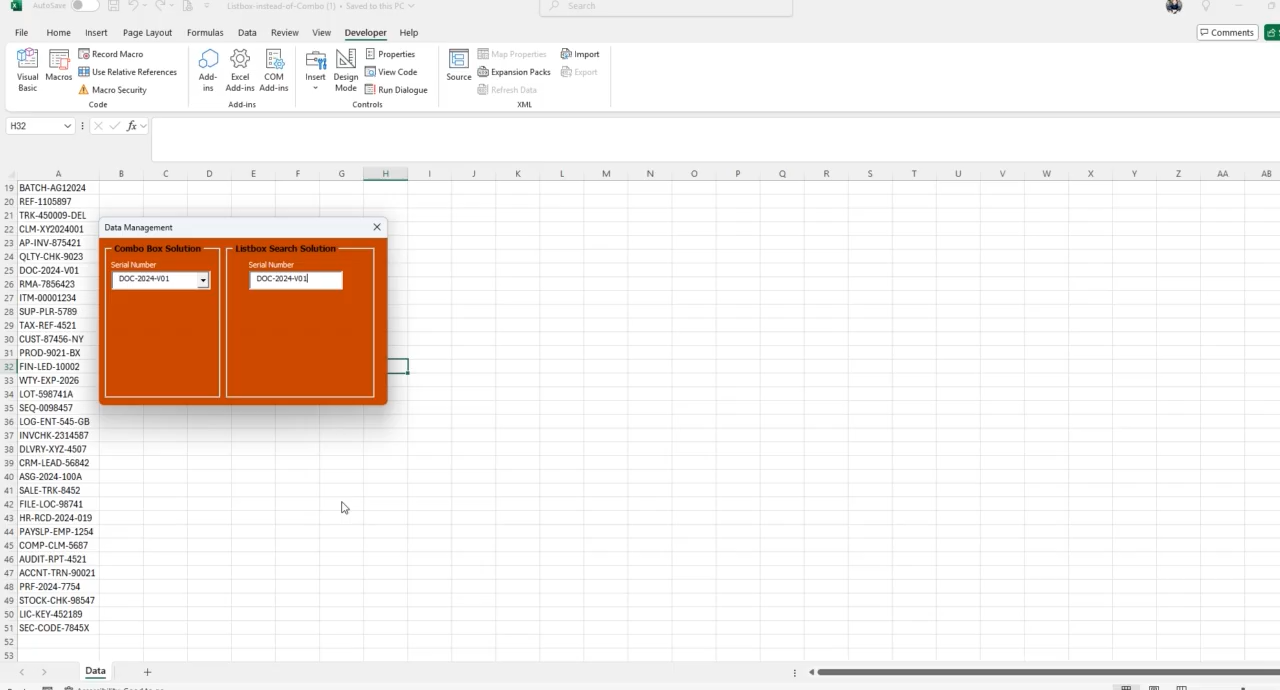 AutoSave
Listbox-instead-of-Combo (1) • Saved to this PC
Search
File Home Insert Page Layout Formulas Data Review View Developer Help
Comments
Visual Basic
Macros
Record Macro
Use Relative References
Macro Security
Code
Add-ins
Excel Add-ins
COM Add-ins
Add-ins
Insert
Design Mode
Properties
View Code
Run Dialogue
Controls
Source
Map Properties
Expansion Packs
Refresh Data
Import
Export
XML
H32
fx
A B C D E F G H I J K L M N O P Q R S T U V W X Y Z AA AB
19 BATCH-AG12024
20 REF-1105897
21 TRK-450009-DEL
22 CLM-XY2024001
23 AP-INV-875421
24 QLTY-CHK-9023
25 DOC-2024-V01
26 RMA-7856423
27 ITM-00001234
28 SUP-PLR-5789
29 TAX-REF-4521
30 CUST-87456-NY
31 PROD-9021-BX
32 FIN-LED-10002
33 WTY-EXP-2026
34 LOT-598741A
35 SEQ-0098457
36 LOG-ENT-545-GB
37 INVCHK-2314587
38 DLVRY-XYZ-4507
39 CRM-LEAD-56842
40 ASG-2024-100A
41 SALE-TRK-8452
42 FILE-LOC-98741
43 HR-RCD-2024-019
44 PAYSLP-EMP-1254
45 COMP-CLM-5687
46 AUDIT-RPT-4521
47 ACCNT-TRN-90021
48 PRF-2024-7754
49 STOCK-CHK-98547
50 LIC-KEY-452189
51 SEC-CODE-7845X
52
53
Data Management
Combo Box Solution
Serial Number
DOC-2024-V01
Listbox Search Solution
Serial Number
DOC-2024-V01
Data